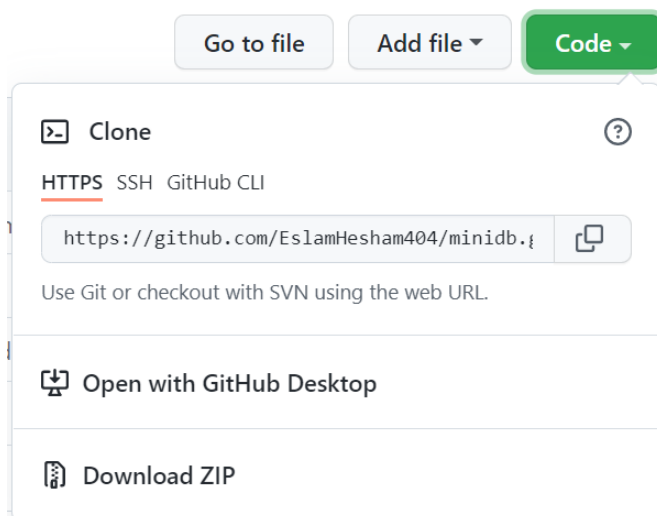 Go to file Add file Code
Clone
HTTPS SSH GitHub CLI
https://github.com/EslamHesham404/minidb.g
Use Git or checkout with SVN using the web URL.
Open with GitHub Desktop
Download ZIP